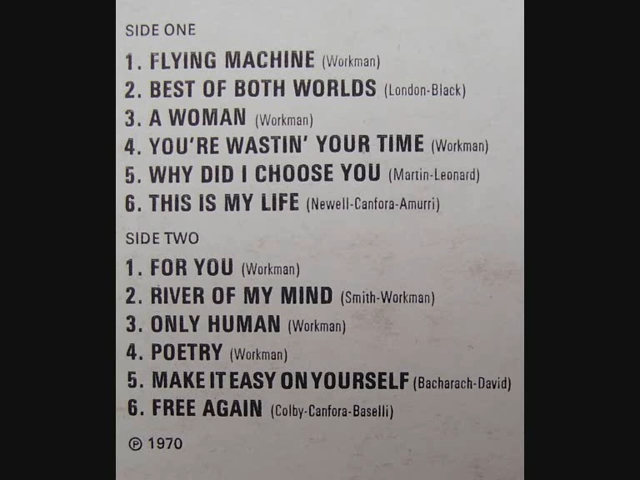 SIDE ONE
1. FLYING MACHINE (Workman)
2. BEST OF BOTH WORLDS (London-Black)
3. A WOMAN (Workman)
4. YOU'RE WASTIN' YOUR TIME (Workman)
5. WHY DID I CHOOSE YOU (Martin-Leonard)
6. THIS IS MY LIFE (Newell-Canfora-Amurri)
SIDE TWO
1. FOR YOU (Workman)
2. RIVER OF MY MIND (Smith-Workman)
3. ONLY HUMAN (Workman)
4. POETRY (Workman)
5. MAKE IT EASY ON YOURSELF (Bacharach-David)
6. FREE AGAIN (Colby-Canfora-Baselli)
℗ 1970